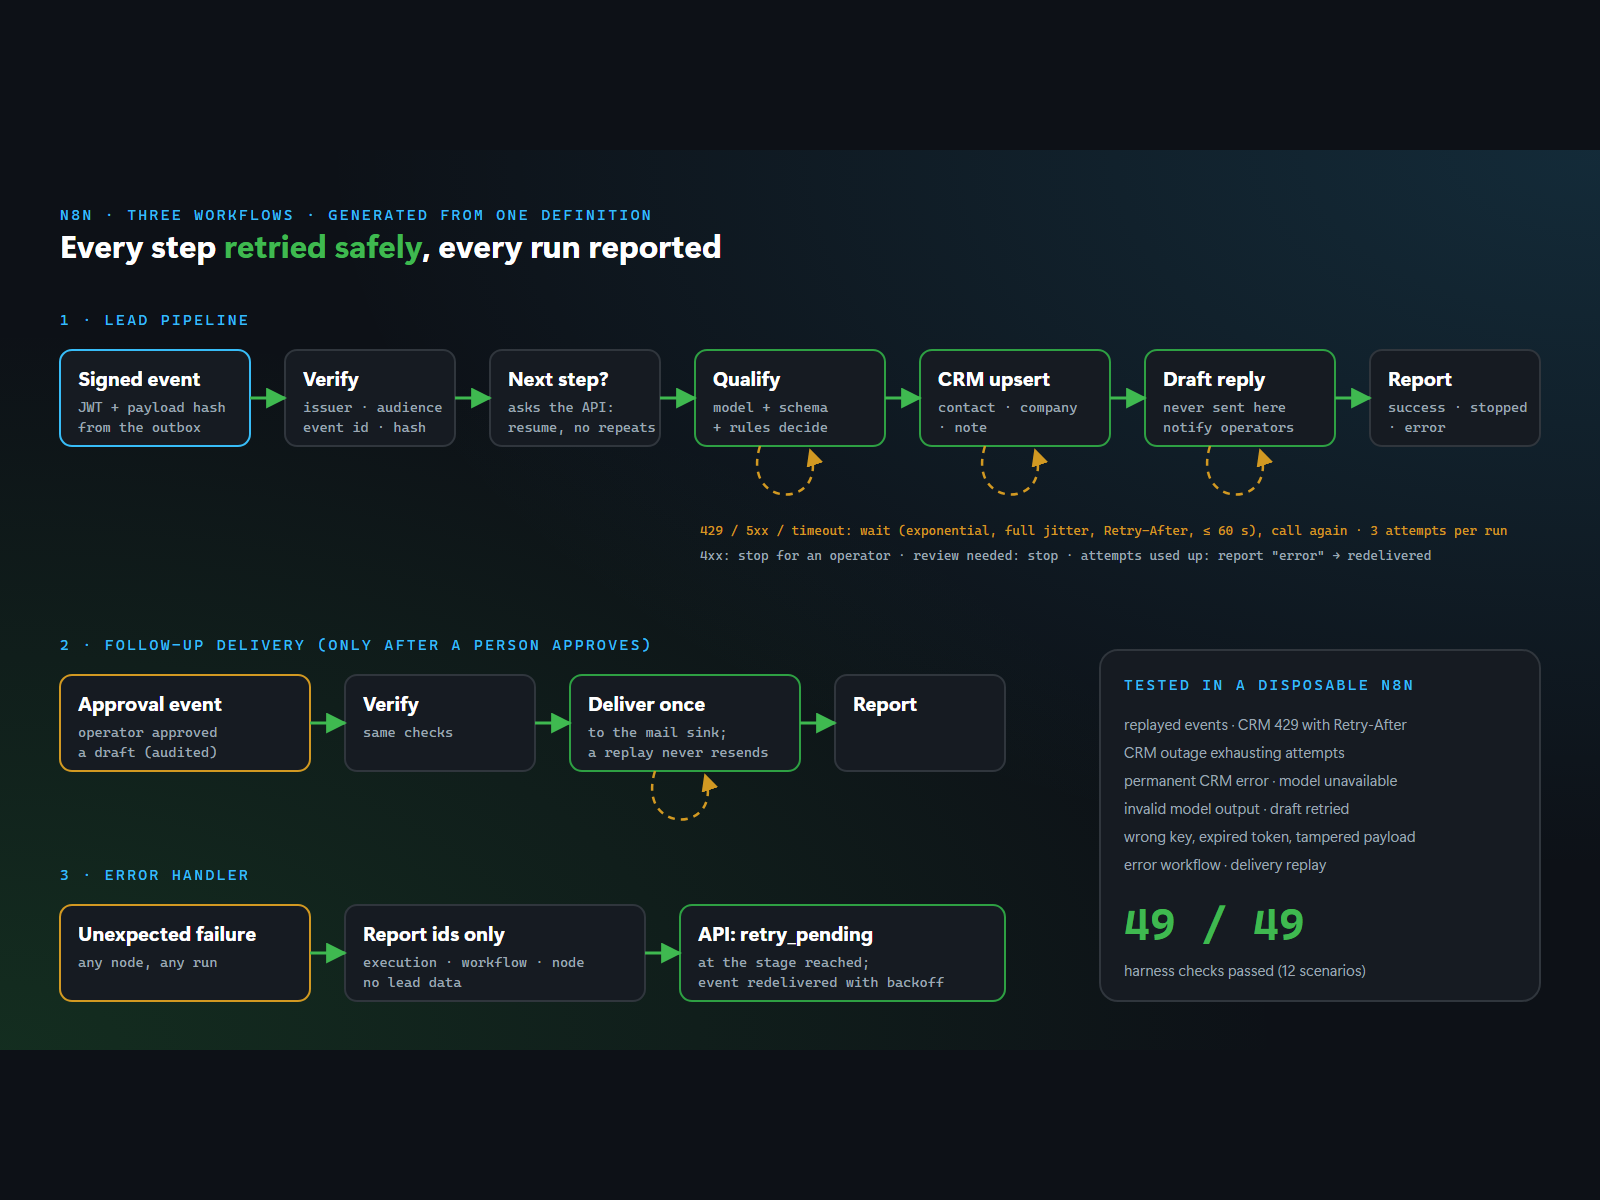 N8N · THREE WORKFLOWS · GENERATED FROM ONE DEFINITION
Every step retried safely, every run reported
1 · LEAD PIPELINE
Signed event
JWT + payload hash
from the outbox
Verify
issuer · audience
event id · hash
Next step?
asks the API:
resume, no repeats
Qualify
model + schema
+ rules decide
CRM upsert
contact · company
· note
Draft reply
never sent here
notify operators
Report
success · stopped
· error
429 / 5xx / timeout: wait (exponential, full jitter, Retry-After, ≤ 60 s), call again · 3 attempts per run
4xx: stop for an operator · review needed: stop · attempts used up: report "error" → redelivered
2 · FOLLOW-UP DELIVERY (ONLY AFTER A PERSON APPROVES)
Approval event
operator approved
a draft (audited)
Verify
same checks
Deliver once
to the mail sink;
a replay never resends
Report
3 · ERROR HANDLER
Unexpected failure
any node, any run
Report ids only
execution · workflow · node
no lead data
API: retry_pending
at the stage reached;
event redelivered with backoff
TESTED IN A DISPOSABLE N8N
replayed events · CRM 429 with Retry-After
CRM outage exhausting attempts
permanent CRM error · model unavailable
invalid model output · draft retried
wrong key, expired token, tampered payload
error workflow · delivery replay
49 / 49
harness checks passed (12 scenarios)